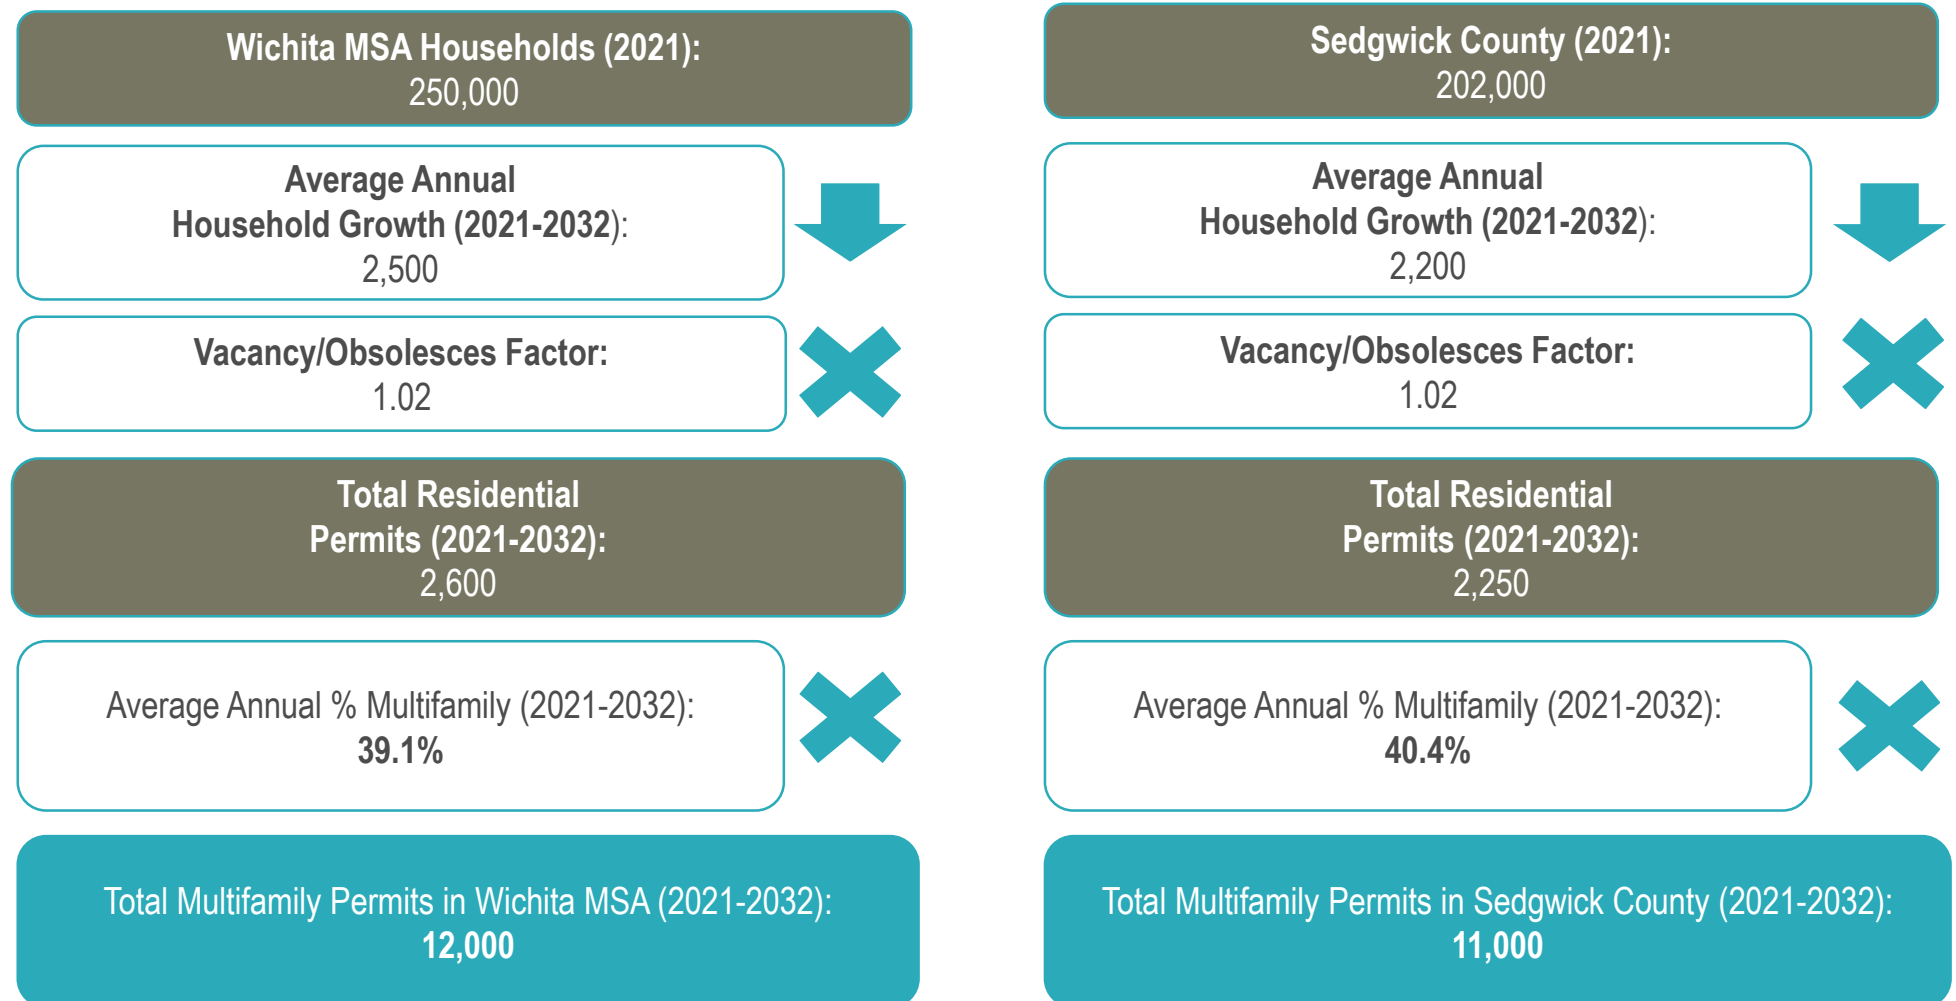 Wichita MSA Households (2021):
250,000
Average Annual
Household Growth (2021-2032):
2,500
Vacancy/Obsolesces Factor:
1.02
Total Residential
Permits (2021-2032):
2,600
Average Annual % Multifamily (2021-2032):
39.1%
Total Multifamily Permits in Wichita MSA (2021-2032):
12,000
Sedgwick County (2021):
202,000
Average Annual
Household Growth (2021-2032):
2,200
Vacancy/Obsolesces Factor:
1.02
Total Residential
Permits (2021-2032):
2,250
Average Annual % Multifamily (2021-2032):
40.4%
Total Multifamily Permits in Sedgwick County (2021-2032):
11,000